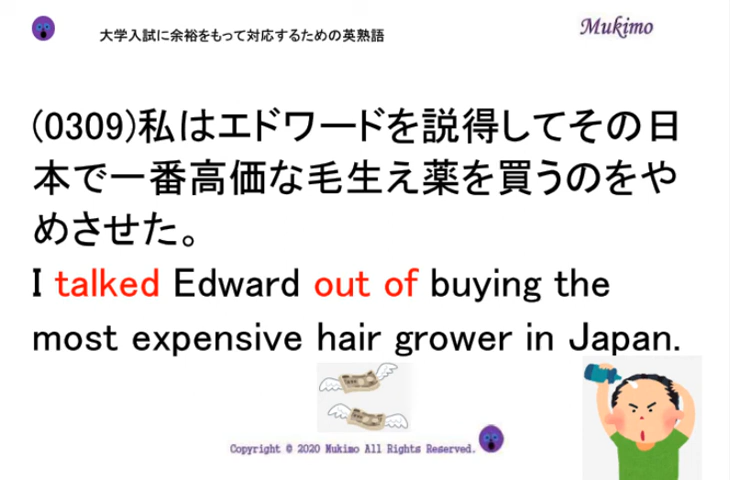 大学入試に余裕をもって対応するための英熟語
Mukimo
(0309)私はエドワードを説得してその日
本で一番高価な毛生え薬を買うのをや
めさせた。
I talked Edward out of buying the
most expensive hair grower in Japan.
Copyright © 2020 Mukimo All Rights Reserved.